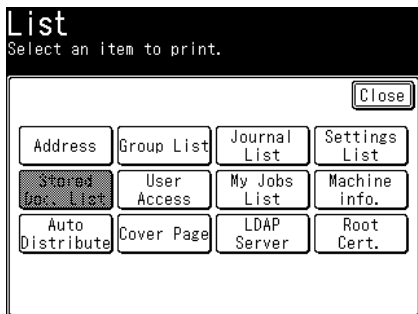 List
Select an item to print.
Close
Address
Group List
Journal
List
Settings
List
Stored
Doc. List
User
Access
My Jobs
List
Machine
info.
Auto
Distribute
Cover Page
LDAP
Server
Root
Cert.